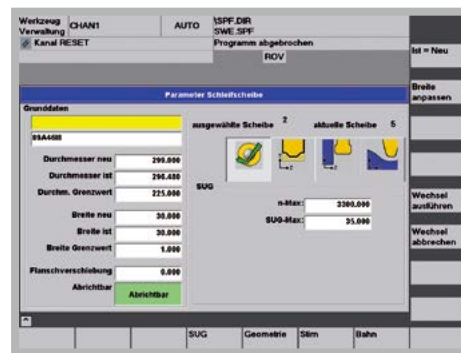 Werkzeug
Verwaltung
CHAN1
AUTO
\SPF.DIR
SWE.SPF
Kanal RESET
Programm abgebrochen
ROV
Ist = Neu
Parameter Schleifscheibe
Breite
anpassen
Grunddaten
ausgewählte Scheibe 2
aktuelle Scheibe 5
Durchmesser neu 299.000
Durchmesser ist 296.480
Durchm. Grenzwert 225.000
SUG
n-Max: 3300.000
SUG-Max: 35.000
Wechsel
ausführen
Breite neu 30.000
Breite ist 30.000
Breite Grenzwert 1.000
Wechsel
abbrechen
Flanschverschiebung 0.000
Abrichtbar Abrichtbar
SUG Geometrie Stirn Bahn